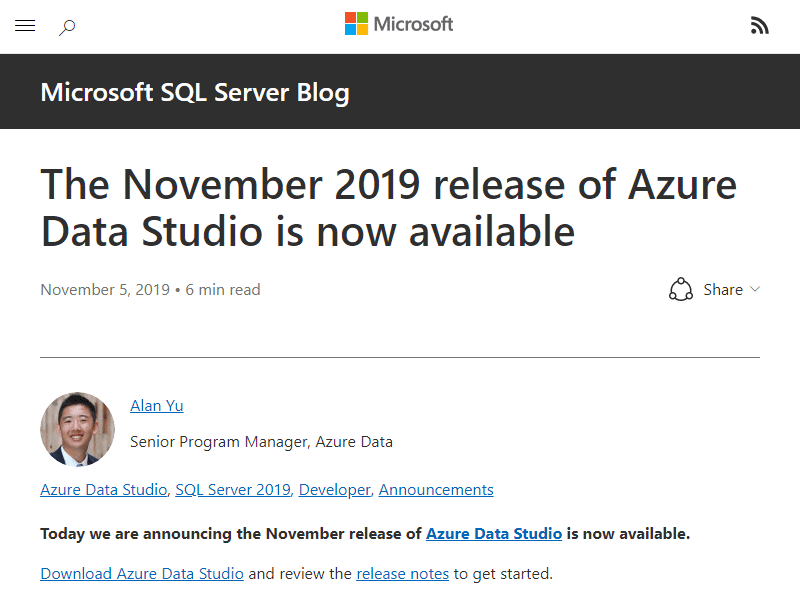 Microsoft
Microsoft SQL Server Blog
The November 2019 release of Azure
Data Studio is now available
November 5, 2019 • 6 min read
Share
Alan Yu
Senior Program Manager, Azure Data
Azure Data Studio, SQL Server 2019, Developer, Announcements
Today we are announcing the November release of Azure Data Studio is now available.
Download Azure Data Studio and review the release notes to get started.